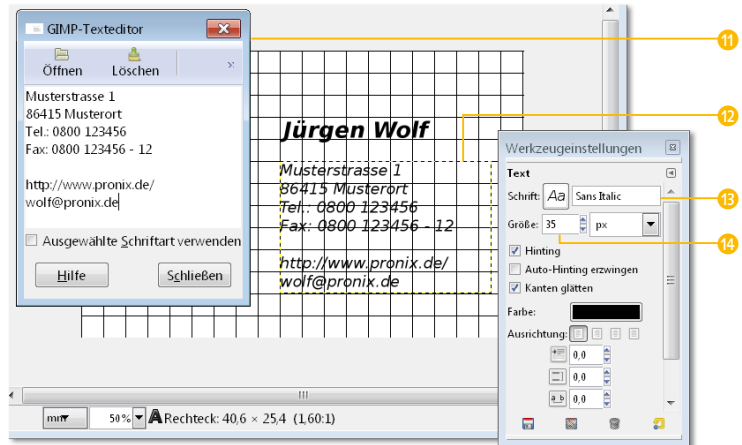 GIMP-Texteditor
Öffnen
Löschen
»
Musterstrasse 1
86415 Musterort
Tel.: 0800 123456
Fax: 0800 123456 - 12
http://www.pronix.de/
wolf@pronix.de
Ausgewählte Schriftart verwenden
Hilfe
Schließen
Jürgen Wolf
Musterstrasse 1
86415 Musterort
Tel.: 0800 123456
Fax: 0800 123456 - 12
http://www.pronix.de/
wolf@pronix.de
mm
50%
Rechteck: 40,6 × 25,4 (1,60:1)
Werkzeugeinstellungen
Text
Schrift: Aa Sans Italic
Größe: 35 px
Hinting
Auto-Hinting erzwingen
Kanten glätten
Farbe:
Ausrichtung:
0,0
0,0
a_b 0,0
11
12
13
14